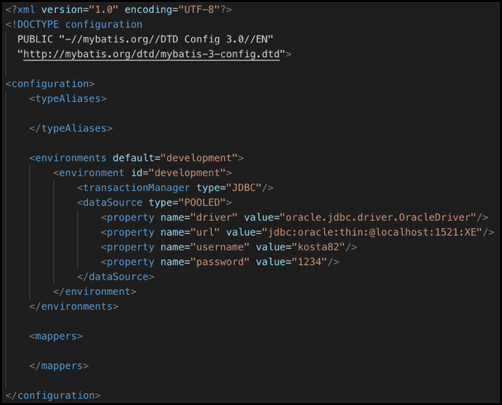 <?xml version="1.0" encoding="UTF-8"?>
<!DOCTYPE configuration
PUBLIC "-//mybatis.org//DTD Config 3.0//EN"
"http://mybatis.org/dtd/mybatis-3-config.dtd">
<configuration>
<typeAliases>
</typeAliases>
<environments default="development">
<environment id="development">
<transactionManager type="JDBC"/>
<dataSource type="POOLED">
<property name="driver" value="oracle.jdbc.driver.OracleDriver"/>
<property name="url" value="jdbc:oracle:thin:@localhost:1521:XE"/>
<property name="username" value="kosta82"/>
<property name="password" value="1234"/>
</dataSource>
</environment>
</environments>
<mappers>
</mappers>
</configuration>